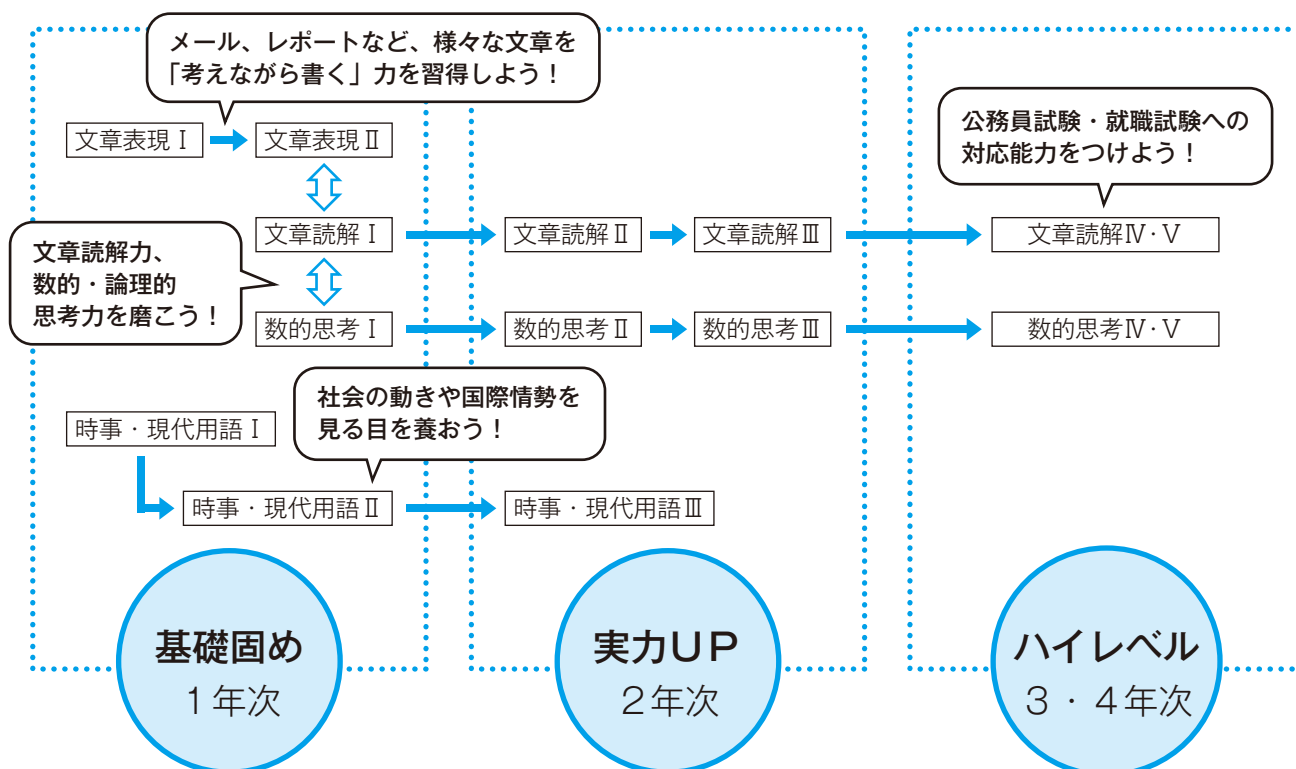 メール、レポートなど、様々な文章を
「考えながら書く」力を習得しよう！
文章表現Ⅰ
文章表現Ⅱ
公務員試験・就職試験への
対応能力をつけよう！
文章読解Ⅰ
文章読解Ⅱ
文章読解Ⅲ
文章読解Ⅳ・Ⅴ
文章読解力、
数的・論理的
思考力を磨こう！
数的思考Ⅰ
数的思考Ⅱ
数的思考Ⅲ
数的思考Ⅳ・Ⅴ
社会の動きや国際情勢を
見る目を養おう！
時事・現代用語Ⅰ
時事・現代用語Ⅱ
時事・現代用語Ⅲ
基礎固め
１年次
実力ＵＰ
２年次
ハイレベル
３・４年次